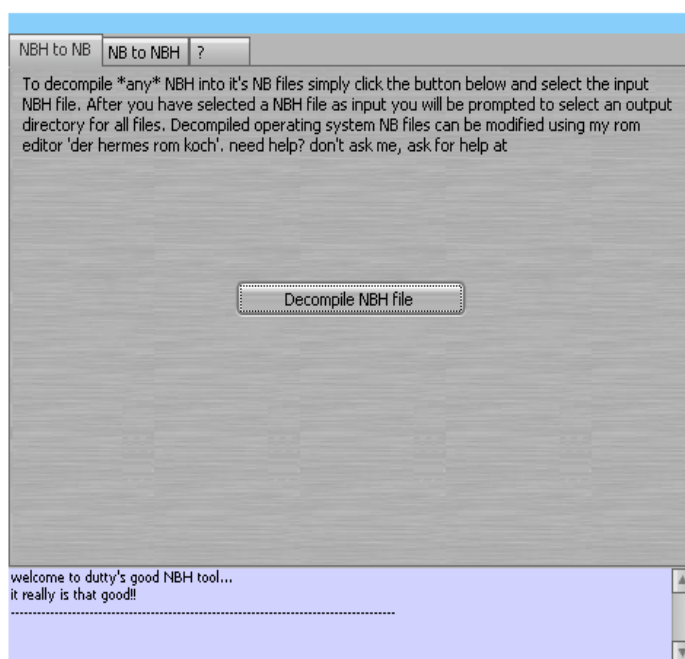 NBH to NB NB to NBH ?
To decompile *any* NBH into it's NB files simply click the button below and select the input
NBH file. After you have selected a NBH file as input you will be prompted to select an output
directory for all files. Decompiled operating system NB files can be modified using my rom
editor 'der hermes rom koch'. need help? don't ask me, ask for help at
Decompile NBH file
welcome to dutty's good NBH tool...
it really is that good!!
----------------------------------------------------------------------------------------